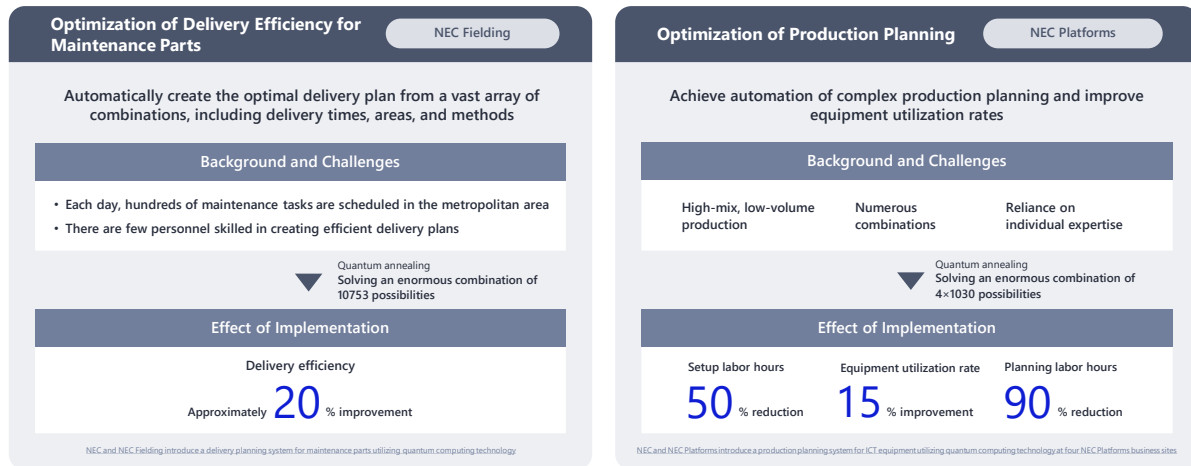 Optimization of Delivery Efficiency for
Maintenance Parts
NEC Fielding
Automatically create the optimal delivery plan from a vast array of
combinations, including delivery times, areas, and methods
Background and Challenges
• Each day, hundreds of maintenance tasks are scheduled in the metropolitan area
• There are few personnel skilled in creating efficient delivery plans
Quantum annealing
Solving an enormous combination of
10753 possibilities
Effect of Implementation
Delivery efficiency
Approximately 20 % improvement
NEC and NEC Fielding introduce a delivery planning system for maintenance parts utilizing quantum computing technology
Optimization of Production Planning
NEC Platforms
Achieve automation of complex production planning and improve
equipment utilization rates
Background and Challenges
High-mix, low-volume
production
Numerous
combinations
Reliance on
individual expertise
Quantum annealing
Solving an enormous combination of
4×1030 possibilities
Effect of Implementation
Setup labor hours
50 % reduction
Equipment utilization rate
15 % improvement
Planning labor hours
90 % reduction
NEC and NEC Platforms introduce a production planning system for ICT equipment utilizing quantum computing technology at four NEC Platforms business sites